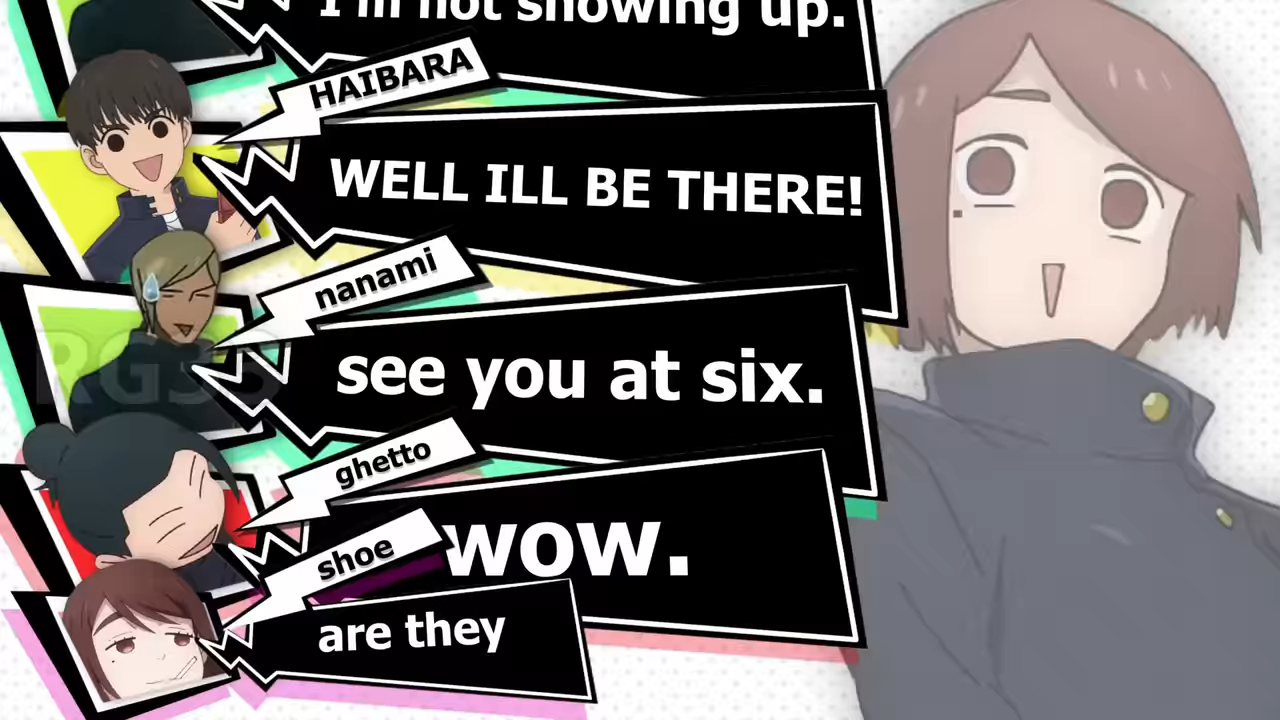 I'm not showing up.
HAIBARA
WELL ILL BE THERE!
nanami
see you at six.
ghetto
wow.
shoe
are they